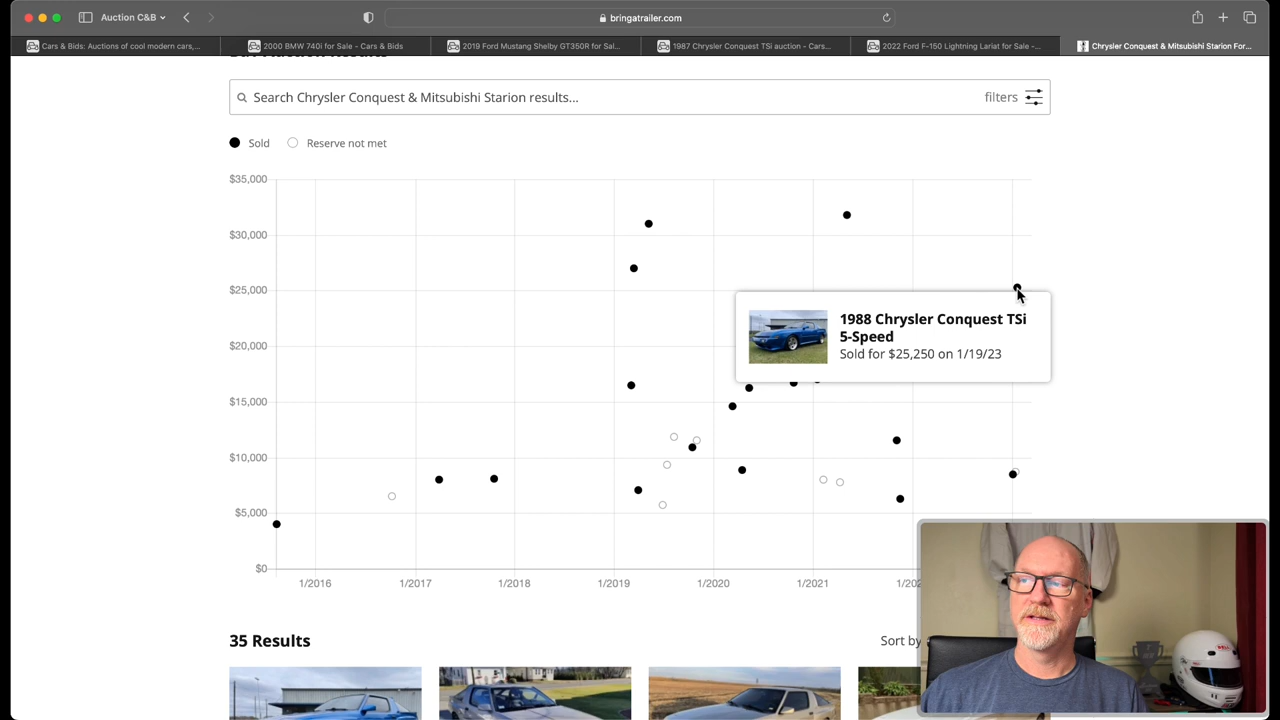 Auction C&B
bringatrailer.com
Cars & Bids: Auctions of cool modern cars,...
2000 BMW 740i for Sale - Cars & Bids
2019 Ford Mustang Shelby GT350R for Sal...
1987 Chrysler Conquest TSi auction - Cars...
2022 Ford F-150 Lightning Lariat for Sale -...
Chrysler Conquest & Mitsubishi Starion For...
Auction Results
Search Chrysler Conquest & Mitsubishi Starion results...
filters
Sold
Reserve not met
$35,000
$30,000
$25,000
$20,000
$15,000
$10,000
$5,000
$0
1988 Chrysler Conquest TSi
5-Speed
Sold for $25,250 on 1/19/23
1/2016
1/2017
1/2018
1/2019
1/2020
1/2021
35 Results
Sort by
BELL